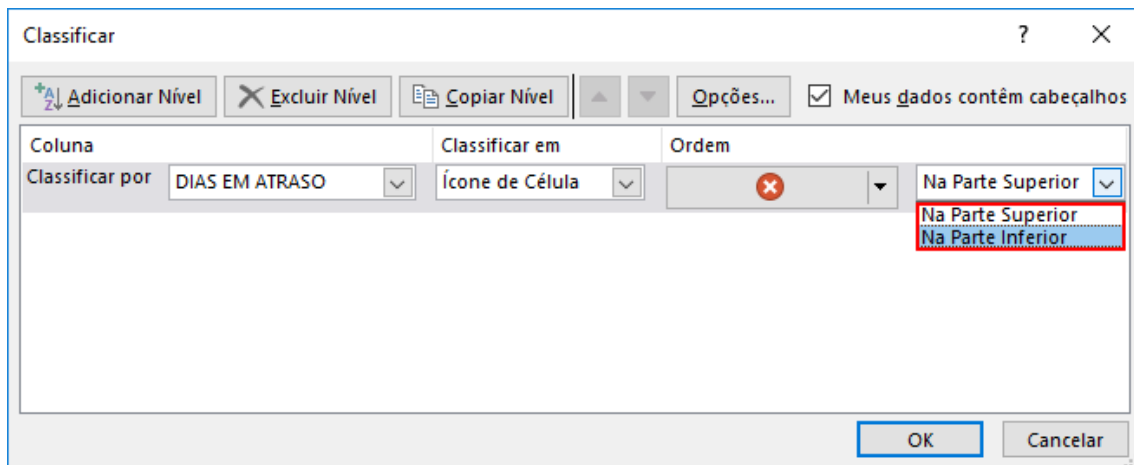 Classificar
Adicionar Nível Excluir Nível Copiar Nível Opções... Meus dados contêm cabeçalhos
Coluna Classificar em Ordem
Classificar por DIAS EM ATRASO Ícone de Célula Na Parte Superior
Na Parte Superior
Na Parte Inferior
OK Cancelar